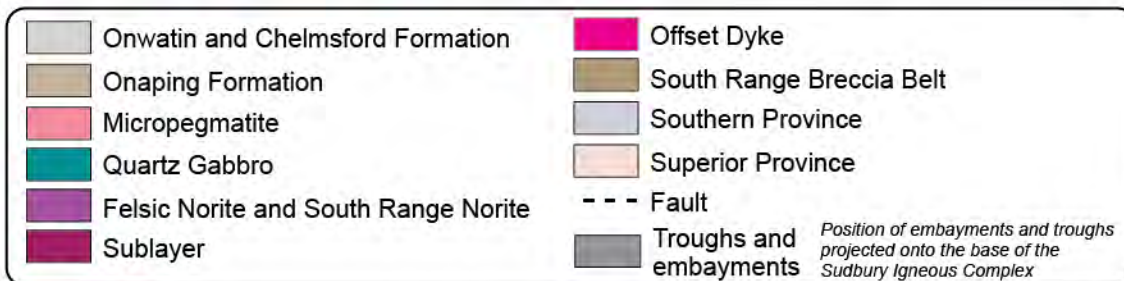 Onwatin and Chelmsford Formation
Onaping Formation
Micropegmatite
Quartz Gabbro
Felsic Norite and South Range Norite
Sublayer
Offset Dyke
South Range Breccia Belt
Southern Province
Superior Province
Fault
Troughs and
embayments
Position of embayments and troughs
projected onto the base of the
Sudbury Igneous Complex